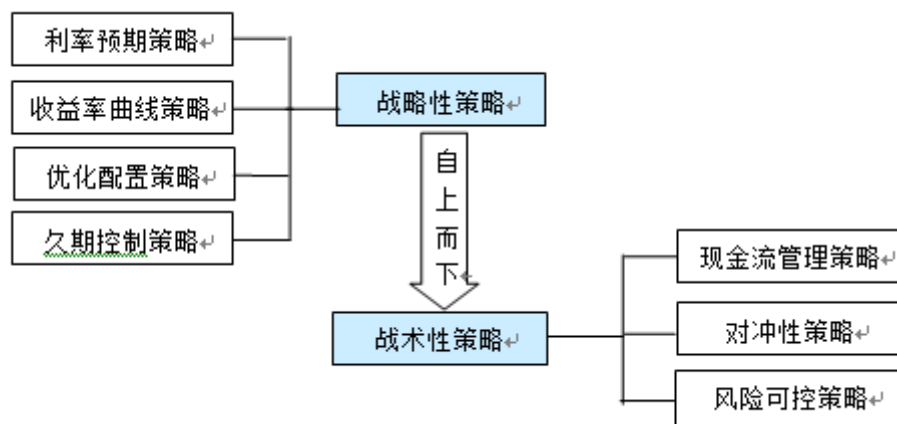 利率预期策略
收益率曲线策略
优化配置策略
久期控制策略
战略性策略
自
上
而
下
战术性策略
现金流管理策略
对冲性策略
风险可控策略